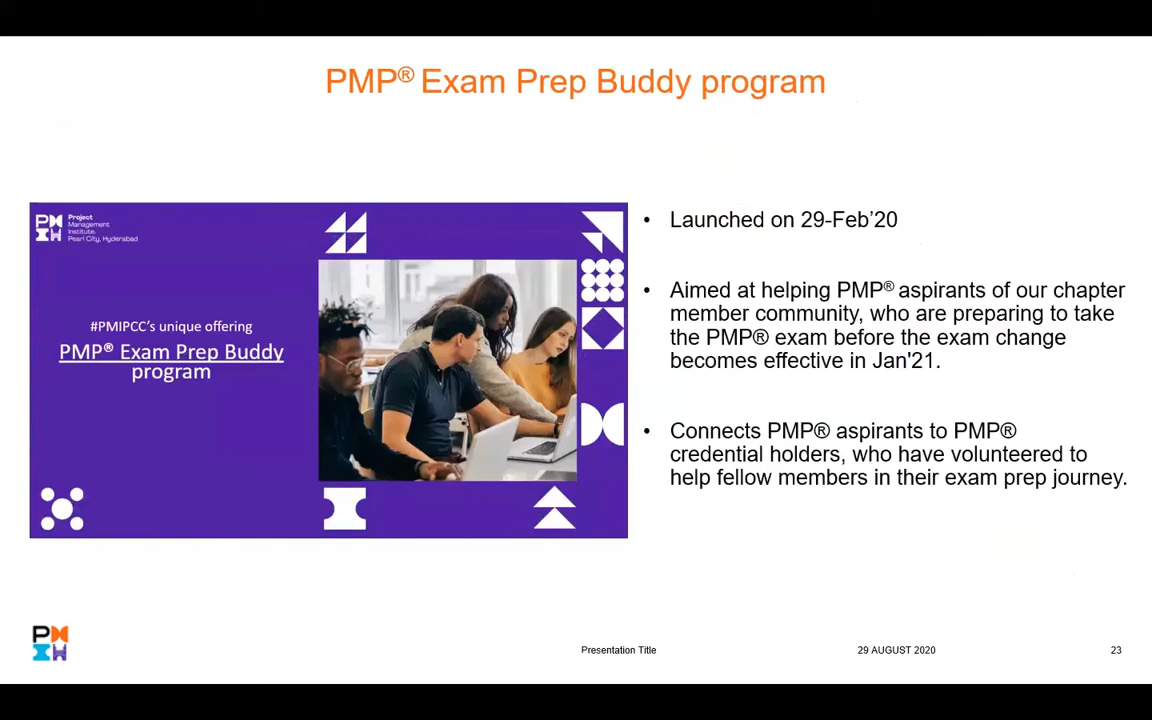 PMP® Exam Prep Buddy program
Project
Management
Institute.
Pearl City, Hyderabad
#PMIPCC's unique offering
PMP® Exam Prep Buddy
program
• Launched on 29-Feb’20
• Aimed at helping PMP® aspirants of our chapter
member community, who are preparing to take
the PMP® exam before the exam change
becomes effective in Jan'21.
• Connects PMP® aspirants to PMP®
credential holders, who have volunteered to
help fellow members in their exam prep journey.
Presentation Title
29 AUGUST 2020
23